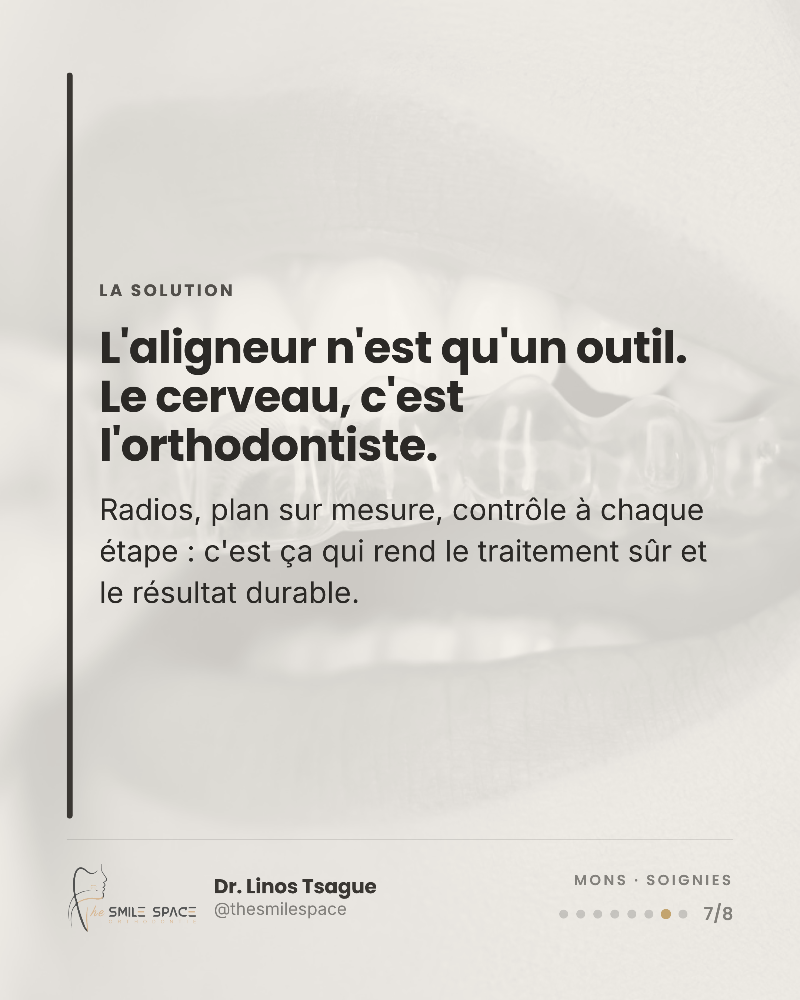 LA SOLUTION
L'aligneur n'est qu'un outil.
Le cerveau, c'est
l'orthodontiste.
Radios, plan sur mesure, contrôle à chaque
étape : c'est ça qui rend le traitement sûr et
le résultat durable.
The SMILE SPACE
ORTHODONTIE
Dr. Linos Tsague
@thesmilespace
MONS · SOIGNIES
7/8